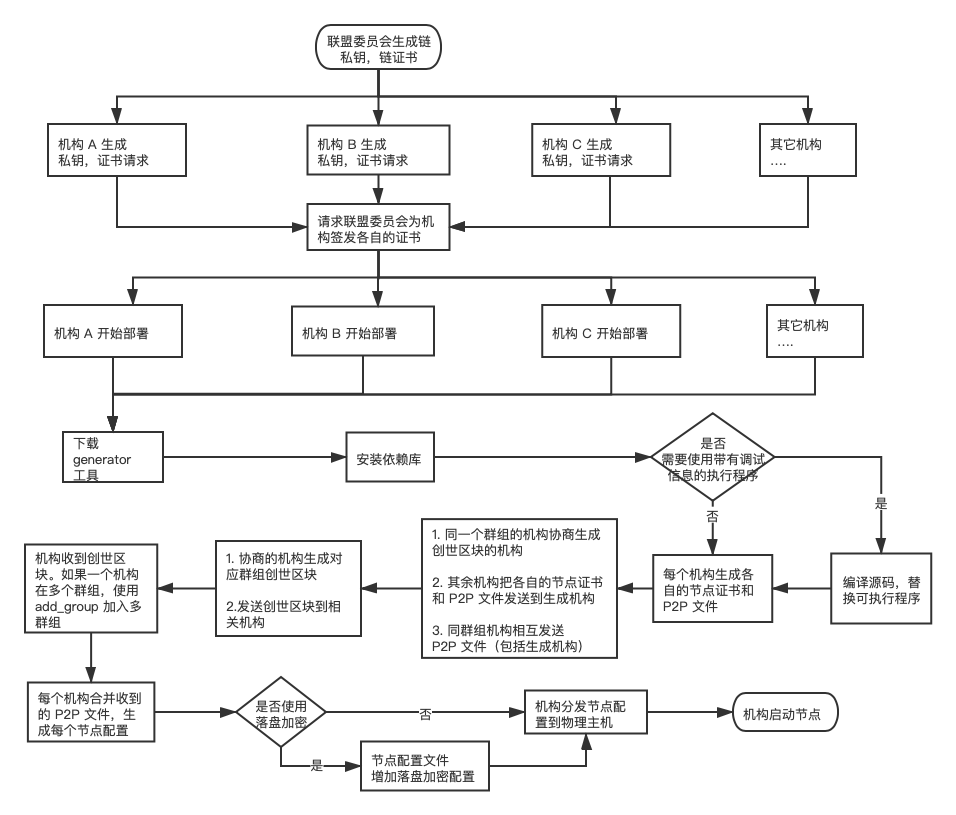 联盟委员会生成链
私钥，链证书
机构 A 生成
私钥，证书请求
机构 B 生成
私钥，证书请求
机构 C 生成
私钥，证书请求
其它机构
....
请求联盟委员会为机
构签发各自的证书
机构 A 开始部署
机构 B 开始部署
机构 C 开始部署
其它机构
....
下载
generator
工具
安装依赖库
是否
需要使用带有调试
信息的执行程序
是
否
编译源码，替
换可执行程序
每个机构生成各
自的节点证书和
P2P 文件
1. 同一个群组的机构协商生成
创世区块的机构
2. 其余机构把各自的节点证书
和 P2P 文件发送到生成机构
3. 同群组机构相互发送
P2P 文件（包括生成机构）
1. 协商的机构生成对
应群组创世区块
2.发送创世区块到相
关机构
机构收到创世区
块。如果一个机构
在多个群组，使用
add_group 加入多
群组
每个机构合并收到
的 P2P 文件，生
成每个节点配置
是否使用
落盘加密
否
是
节点配置文件
增加落盘加密配置
机构分发节点配
置到物理主机
机构启动节点